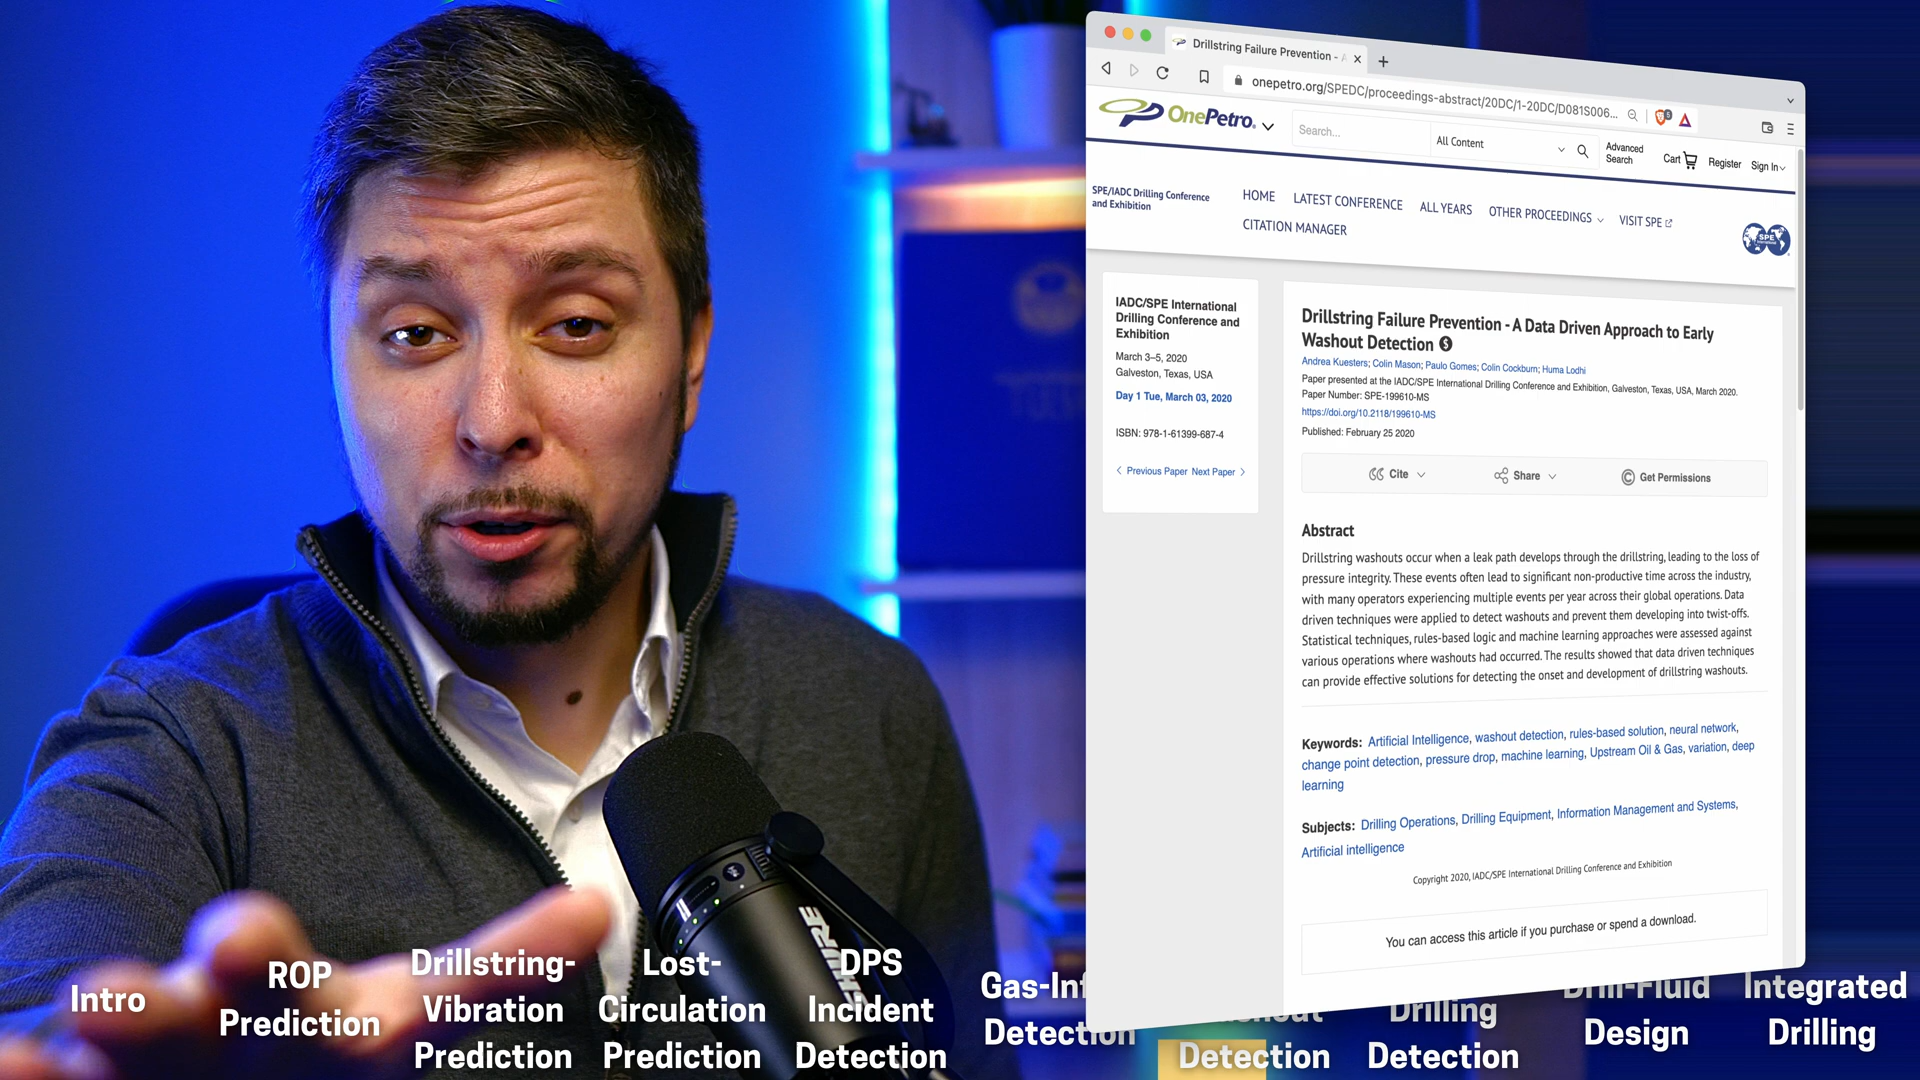 Drillstring Failure Prevention - A
onepetro.org/SPEDC/proceedings-abstract/20DC/1-20DC/D081S006...
OnePetro
Search...
All Content
Advanced
Search
Cart
Register
Sign In
SPE/IADC Drilling Conference
and Exhibition
HOME
LATEST CONFERENCE
ALL YEARS
OTHER PROCEEDINGS
VISIT SPE
CITATION MANAGER
SPE
International
IADC/SPE International
Drilling Conference and
Exhibition
March 3–5, 2020
Galveston, Texas, USA
Day 1 Tue, March 03, 2020
ISBN: 978-1-61399-687-4
Previous Paper Next Paper
Drillstring Failure Prevention - A Data Driven Approach to Early
Washout Detection $
Andrea Kuesters; Colin Mason; Paulo Gomes; Colin Cockburn; Huma Lodhi
Paper presented at the IADC/SPE International Drilling Conference and Exhibition, Galveston, Texas, USA, March 2020.
Paper Number: SPE-199610-MS
https://doi.org/10.2118/199610-MS
Published: February 25 2020
Cite
Share
Get Permissions
Abstract
Drillstring washouts occur when a leak path develops through the drillstring, leading to the loss of
pressure integrity. These events often lead to significant non-productive time across the industry,
with many operators experiencing multiple events per year across their global operations. Data
driven techniques were applied to detect washouts and prevent them developing into twist-offs.
Statistical techniques, rules-based logic and machine learning approaches were assessed against
various operations where washouts had occurred. The results showed that data driven techniques
can provide effective solutions for detecting the onset and development of drillstring washouts.
Keywords: Artificial Intelligence, washout detection, rules-based solution, neural network,
change point detection, pressure drop, machine learning, Upstream Oil & Gas, variation, deep
learning
Subjects: Drilling Operations, Drilling Equipment, Information Management and Systems,
Artificial intelligence
Copyright 2020, IADC/SPE International Drilling Conference and Exhibition
You can access this article if you purchase or spend a download.
SHURE
Intro
ROP
Prediction
Drillstring-
Vibration
Prediction
Lost-
Circulation
Prediction
DPS
Incident
Detection
Gas-Inf
Detection
Detection
Drilling
Detection
Drill-Fluid
Design
Integrated
Drilling